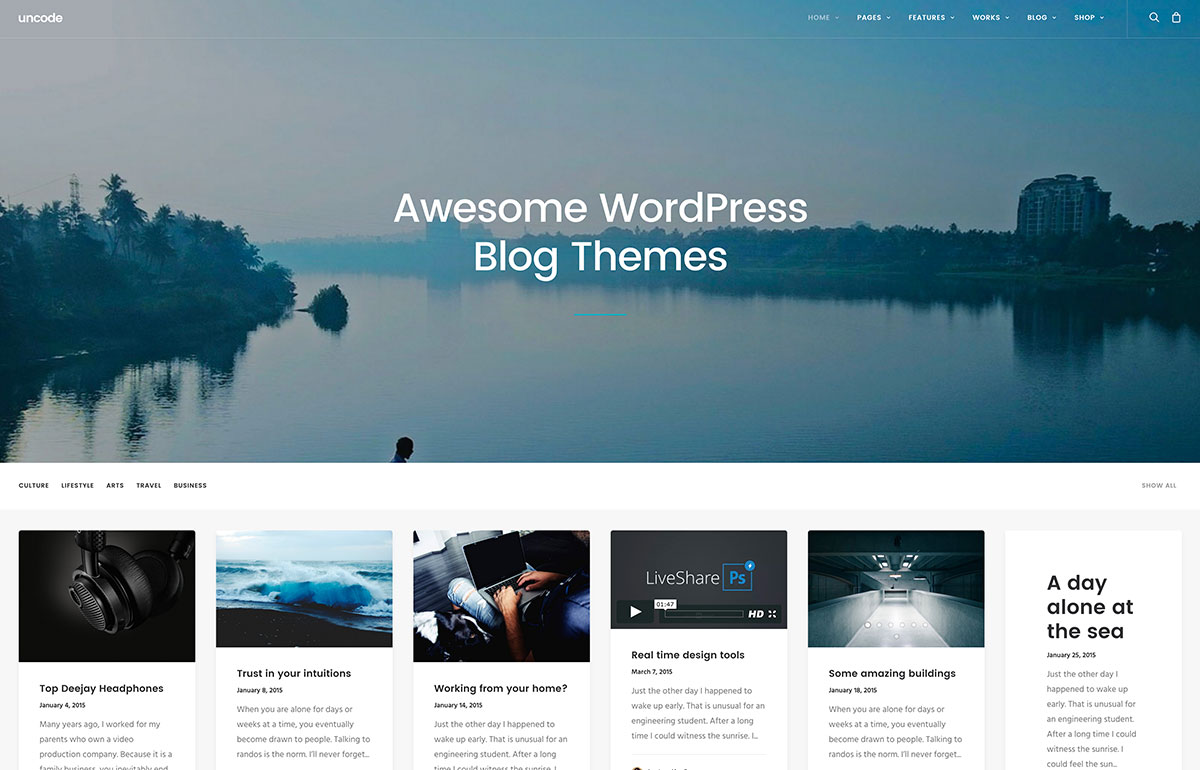 uncode
HOME
PAGES
FEATURES
WORKS
BLOG
SHOP
Awesome WordPress
Blog Themes
CULTURE
LIFESTYLE
ARTS
TRAVEL
BUSINESS
SHOW ALL
Top Deejay Headphones
January 4, 2015
Many years ago, I worked for my
parents who own a video
production company. Because it is a
family business, you inevitably end
Trust in your intuitions
January 8, 2015
When you are alone for days or
weeks at a time, you eventually
become drawn to people. Talking to
randos is the norm. I'll never forget...
Working from your home?
January 14, 2015
Just the other day I happened to
wake up early. That is unusual for an
engineering student. After a long
time I could witness the sunrise. I
LiveShare Ps
01:47
HD
Real time design tools
March 7, 2015
Just the other day I happened to
wake up early. That is unusual for an
engineering student. After a long
time I could witness the sunrise. I...
Some amazing buildings
January 18, 2015
When you are alone for days or
weeks at a time, you eventually
become drawn to people. Talking to
randos is the norm. I'll never forget...
A day
alone at
the sea
January 25, 2015
Just the other day I
happened to wake up
early. That is unusual for
an engineering student.
After a long time I could
witness the sunrise. I
could feel the sun...